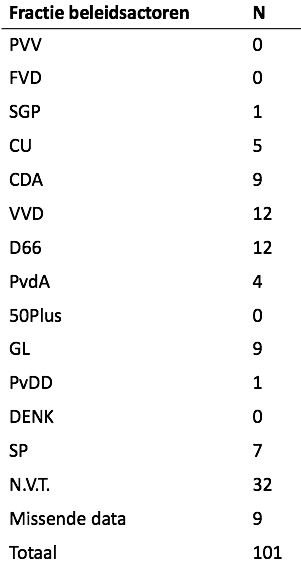 Fractie beleidsactoren N
PVV 0
FVD 0
SGP 1
CU 5
CDA 9
VVD 12
D66 12
PvdA 4
50Plus 0
GL 9
PvDD 1
DENK 0
SP 7
N.V.T. 32
Missende data 9
Totaal 101